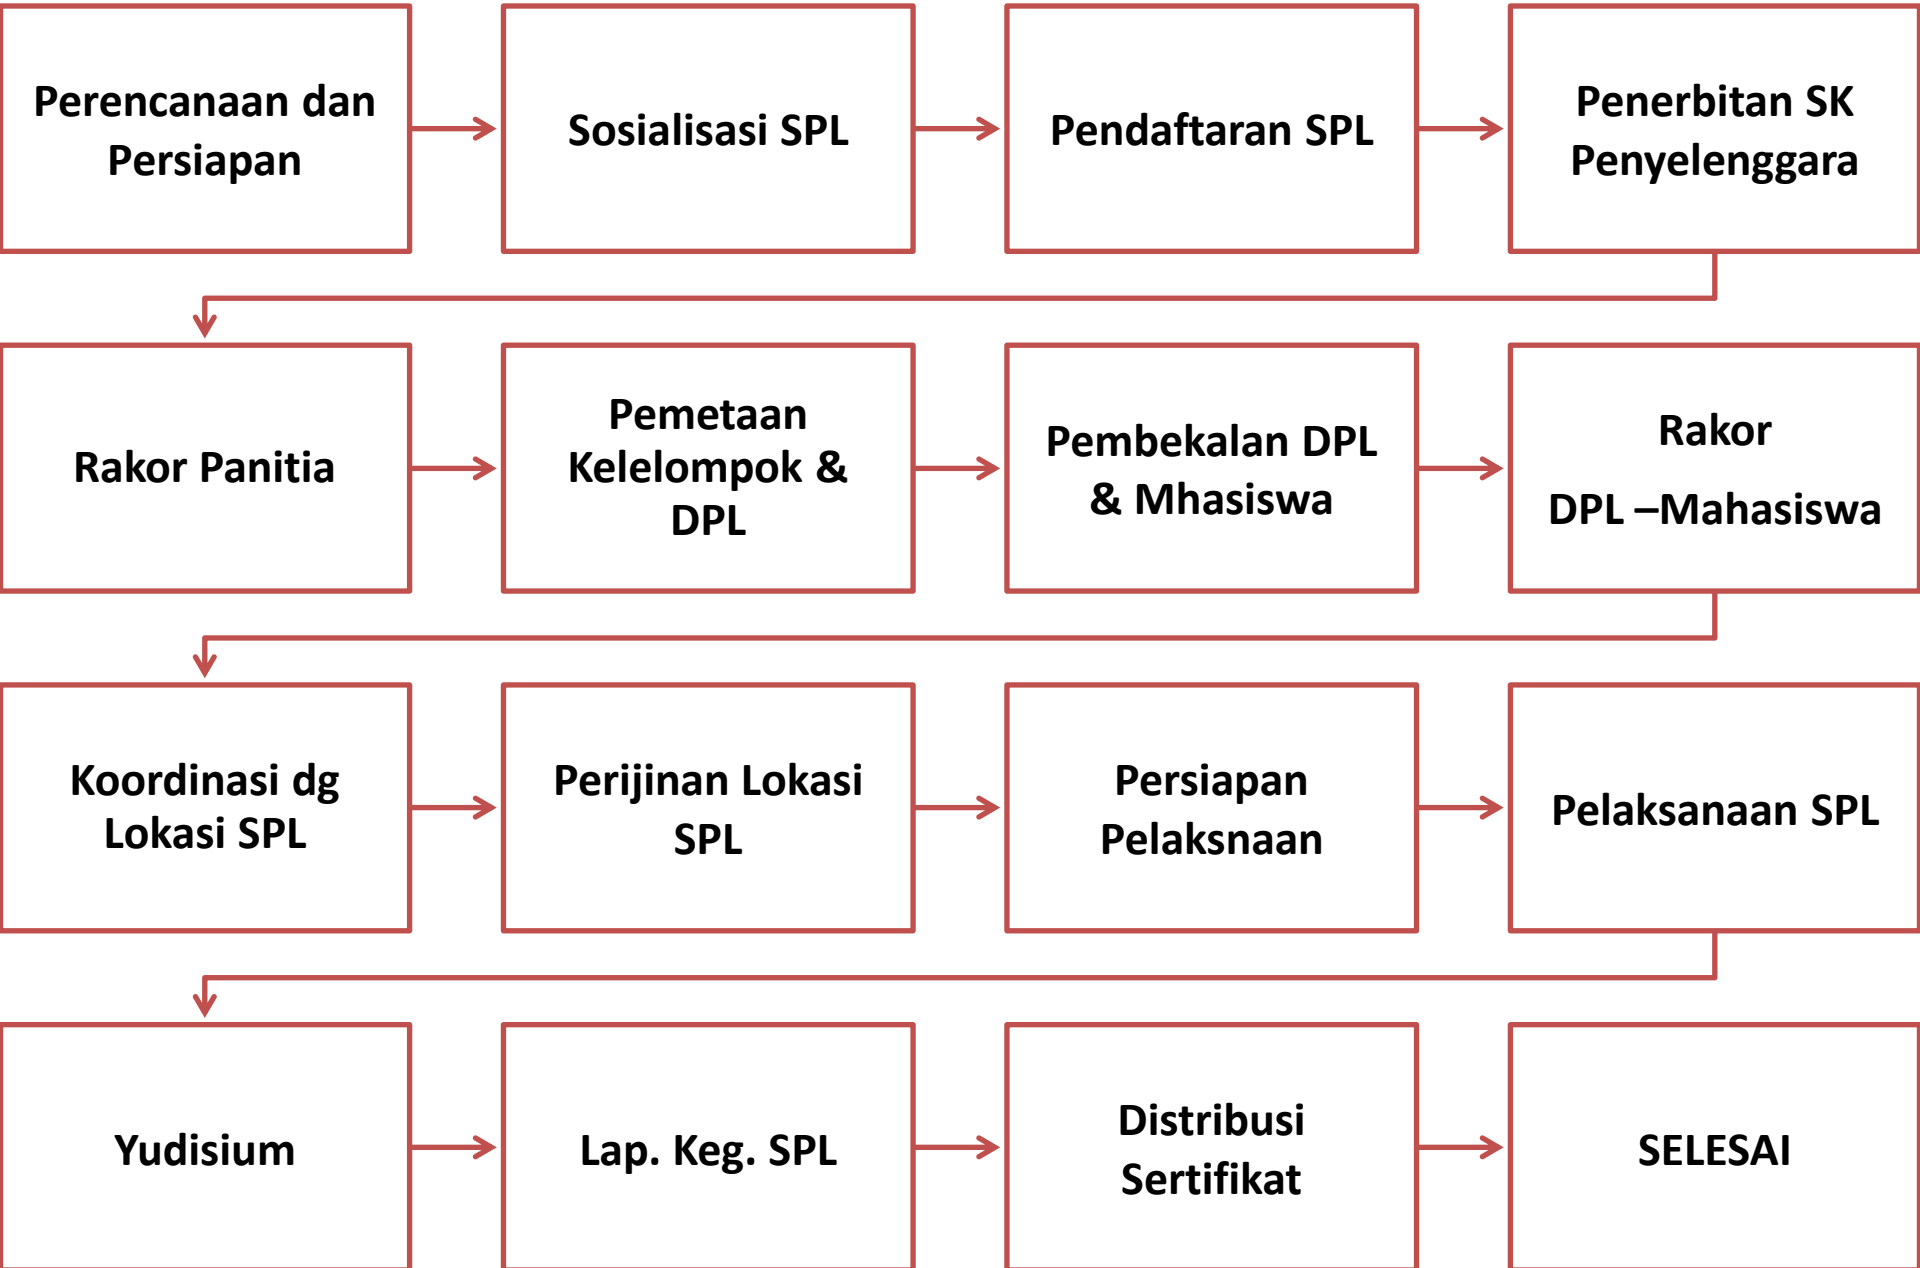 Perencanaan dan
Persiapan
Sosialisasi SPL
Pendaftaran SPL
Penerbitan SK
Penyelenggara
Rakor Panitia
Pemetaan
Kelelompok &
DPL
Pembekalan DPL
& Mhasiswa
Rakor
DPL –Mahasiswa
Koordinasi dg
Lokasi SPL
Perijinan Lokasi
SPL
Persiapan
Pelaksnaan
Pelaksanaan SPL
Yudisium
Lap. Keg. SPL
Distribusi
Sertifikat
SELESAI